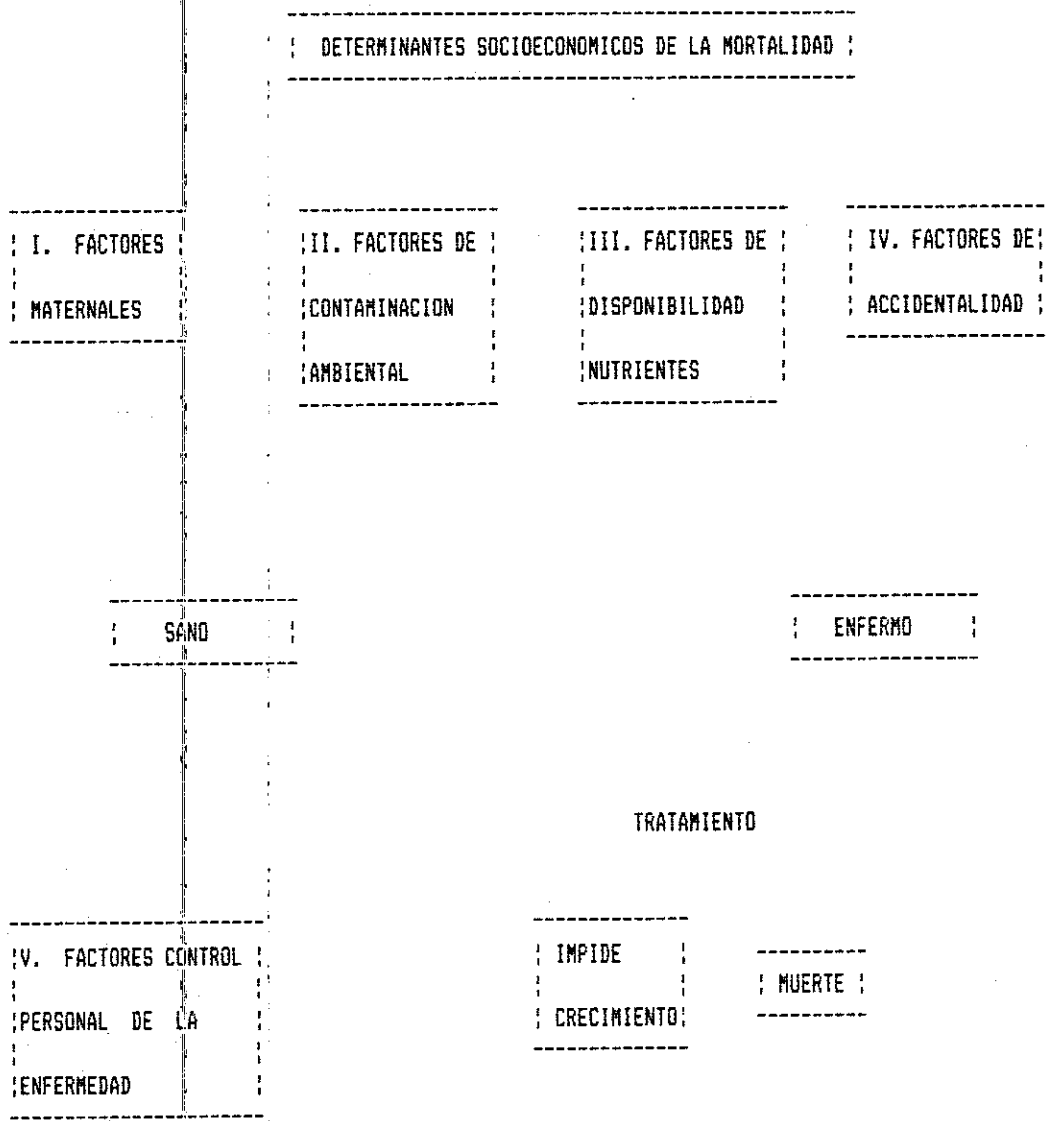 DETERMINANTES SOCIOECONOMICOS DE LA MORTALIDAD
I. FACTORES
MATERNALES
II. FACTORES DE
CONTAMINACION
AMBIENTAL
III. FACTORES DE
DISPONIBILIDAD
NUTRIENTES
IV. FACTORES DE
ACCIDENTALIDAD
SANO
ENFERMO
TRATAMIENTO
V. FACTORES CONTROL
PERSONAL DE LA
ENFERMEDAD
IMPIDE
CRECIMIENTO
MUERTE